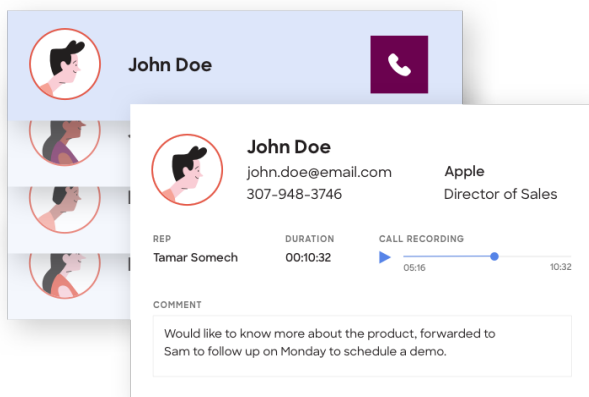 John Doe
John Doe
john.doe@email.com
307-948-3746
Apple
Director of Sales
REP
Tamar Somech
DURATION
00:10:32
CALL RECORDING
05:16
10:32
COMMENT
Would like to know more about the product, forwarded to
Sam to follow up on Monday to schedule a demo.